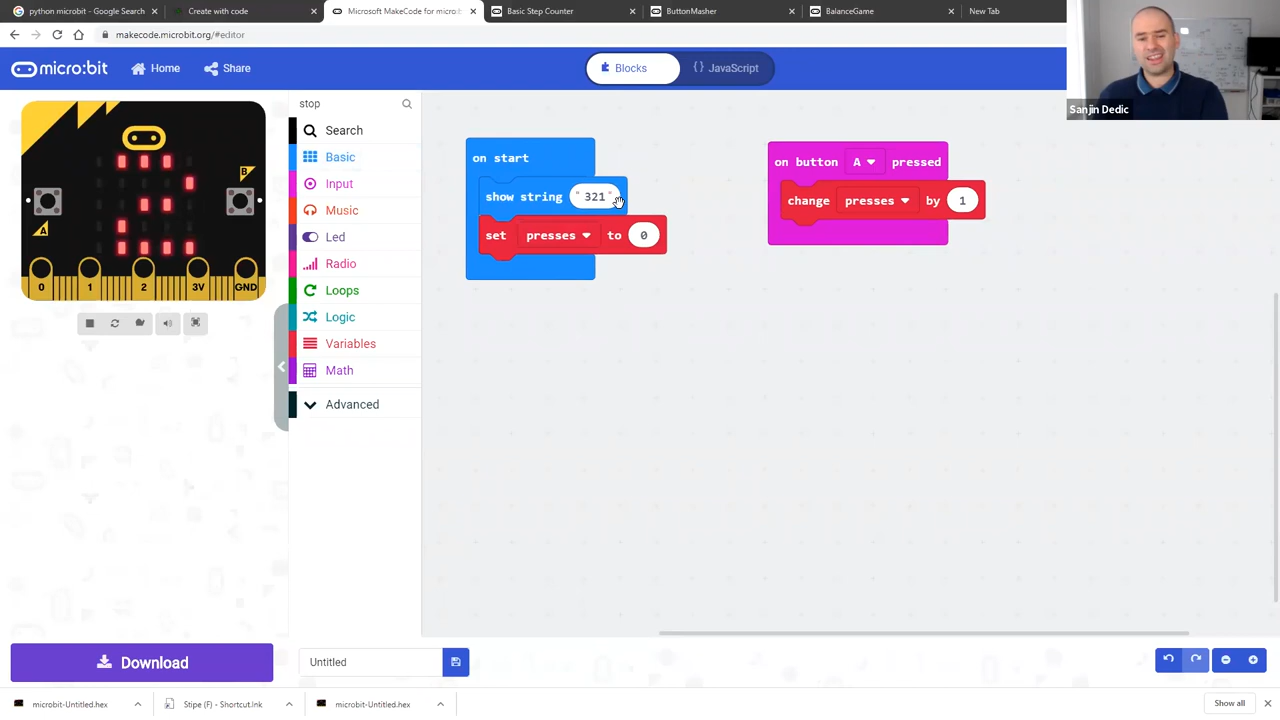 python microbit - Google Search
Create with code
Microsoft MakeCode for micro:b
Basic Step Counter
ButtonMasher
BalanceGame
New Tab
makecode.microbit.org/#editor
micro:bit
Home
Share
Blocks
{} JavaScript
Sanjin Dedic
A
B
0 1 2 3V GND
stop
Search
Basic
Input
Music
Led
Radio
Loops
Logic
Variables
Math
Advanced
on start
show string "321"
set presses to 0
on button A pressed
change presses by 1
Download
Untitled
microbit-Untitled.hex
Stipe (F) - Shortcut.lnk
microbit-Untitled.hex
Show all